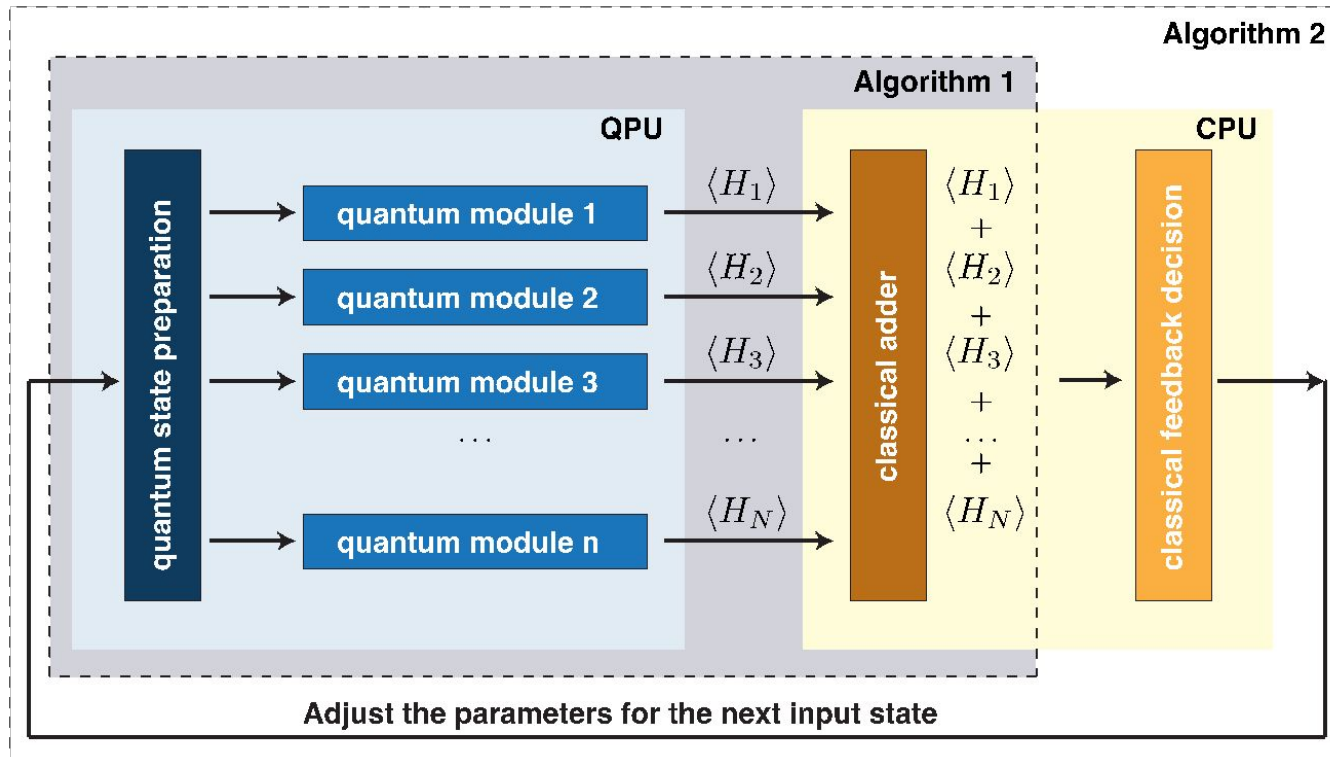 Algorithm 2
Algorithm 1
QPU
CPU
quantum state preparation
quantum module 1
quantum module 2
quantum module 3
...
quantum module n
⟨H₁⟩
⟨H₂⟩
⟨H₃⟩
...
⟨H_N⟩
classical adder
⟨H₁⟩
+
⟨H₂⟩
+
⟨H₃⟩
+
...
+
⟨H_N⟩
classical feedback decision
Adjust the parameters for the next input state